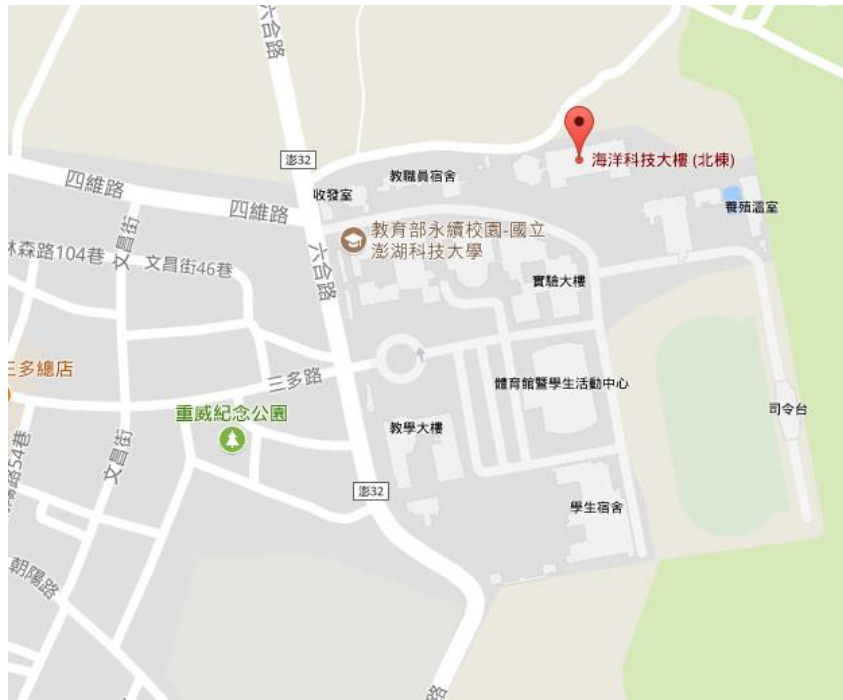 六合路
澎32
四維路
四維路
收發室
教職員宿舍
海洋科技大樓 (北棟)
養殖溫室
教育部永續校園-國立
澎湖科技大學
六合路
文昌街
林森路104巷
文昌街46巷
實驗大樓
三多總店
三多路
體育館暨學生活動中心
司令台
重威紀念公園
教學大樓
文昌街
澎32
學生宿舍
朝陽路